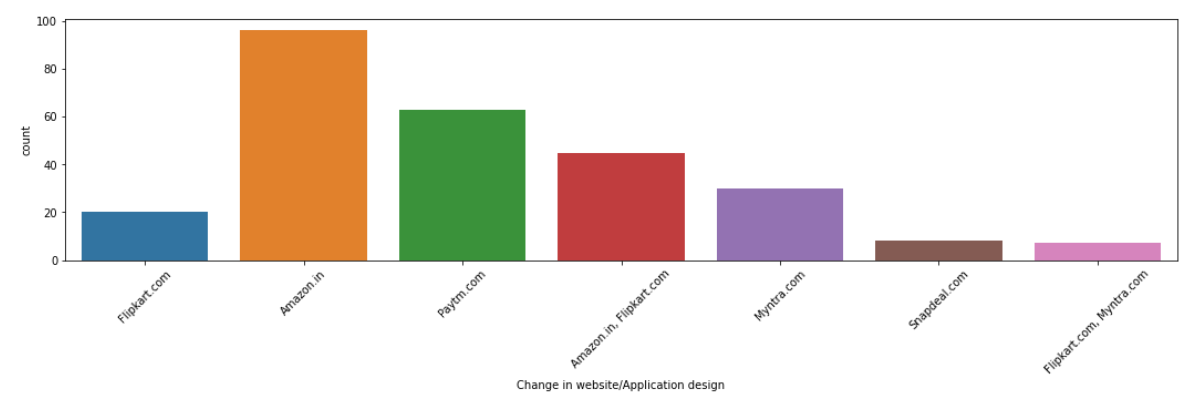 100
80
60
40
20
0
count
Flipkart.com
Amazon.in
Paytm.com
Amazon.in, Flipkart.com
Myntra.com
Snapdeal.com
Flipkart.com, Myntra.com
Change in website/Application design